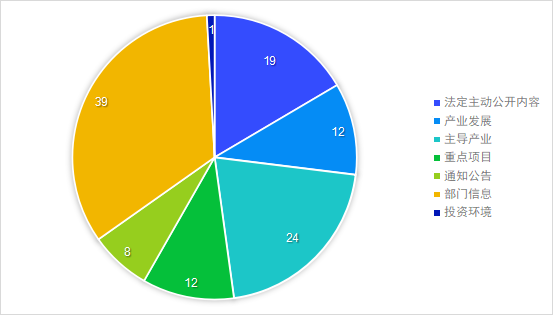 1
19
12
24
12
8
39
法定主动公开内容
产业发展
主导产业
重点项目
通知公告
部门信息
投资环境